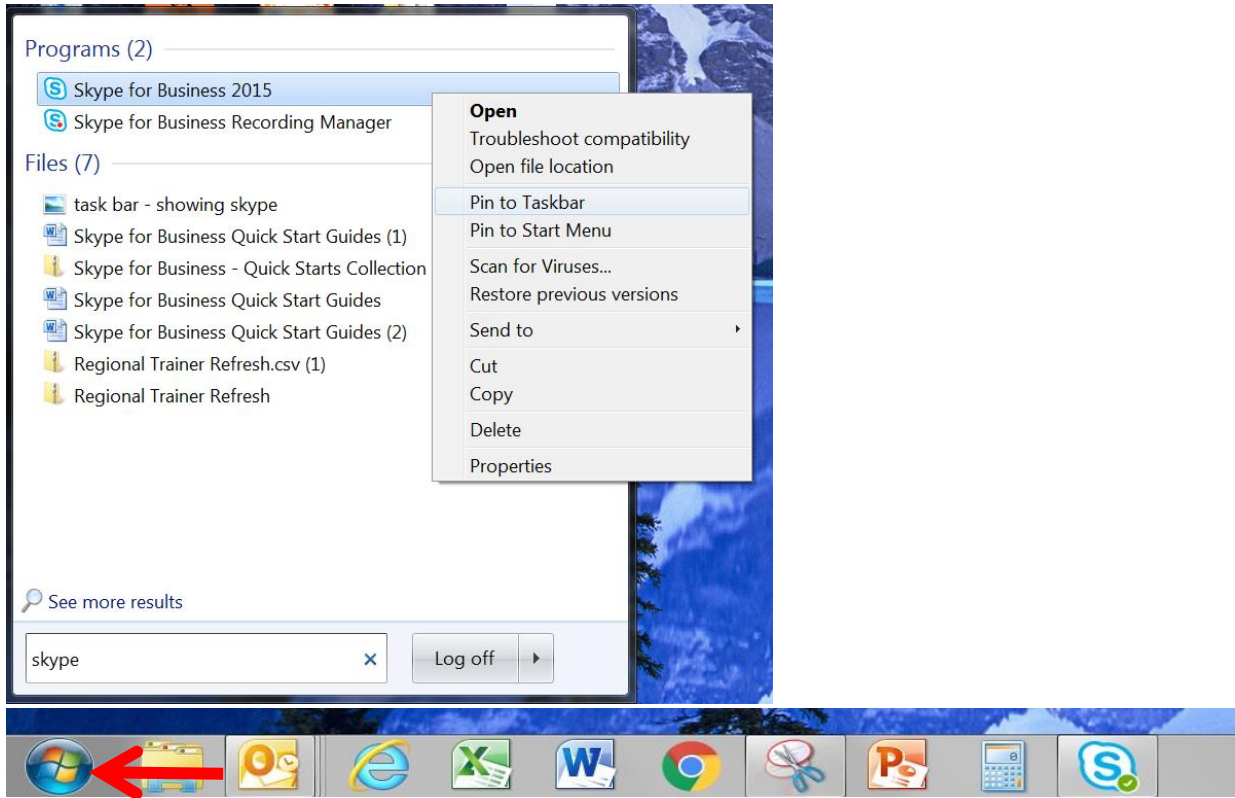 Programs (2)
Skype for Business 2015
Skype for Business Recording Manager
Files (7)
task bar - showing skype
Skype for Business Quick Start Guides (1)
Skype for Business - Quick Starts Collection
Skype for Business Quick Start Guides
Skype for Business Quick Start Guides (2)
Regional Trainer Refresh.csv (1)
Regional Trainer Refresh
Open
Troubleshoot compatibility
Open file location
Pin to Taskbar
Pin to Start Menu
Scan for Viruses...
Restore previous versions
Send to
Cut
Copy
Delete
Properties
See more results
skype
Log off